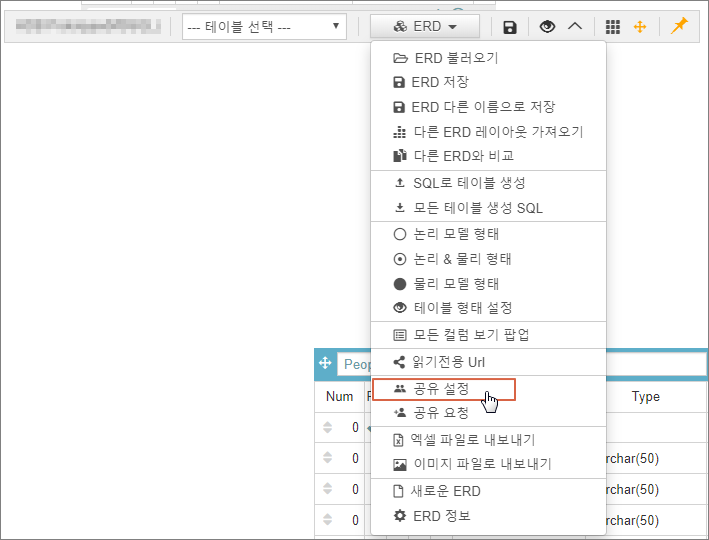 --- 테이블 선택 ---
ERD
ERD 불러오기
ERD 저장
ERD 다른 이름으로 저장
다른 ERD 레이아웃 가져오기
다른 ERD와 비교
SQL로 테이블 생성
모든 테이블 생성 SQL
논리 모델 형태
논리 & 물리 형태
물리 모델 형태
테이블 형태 설정
모든 컬럼 보기 팝업
읽기전용 Url
공유 설정
공유 요청
엑셀 파일로 내보내기
이미지 파일로 내보내기
새로운 ERD
ERD 정보
Num
Type
0
0
rchar(50)
0
rchar(50)
0
rchar(50)